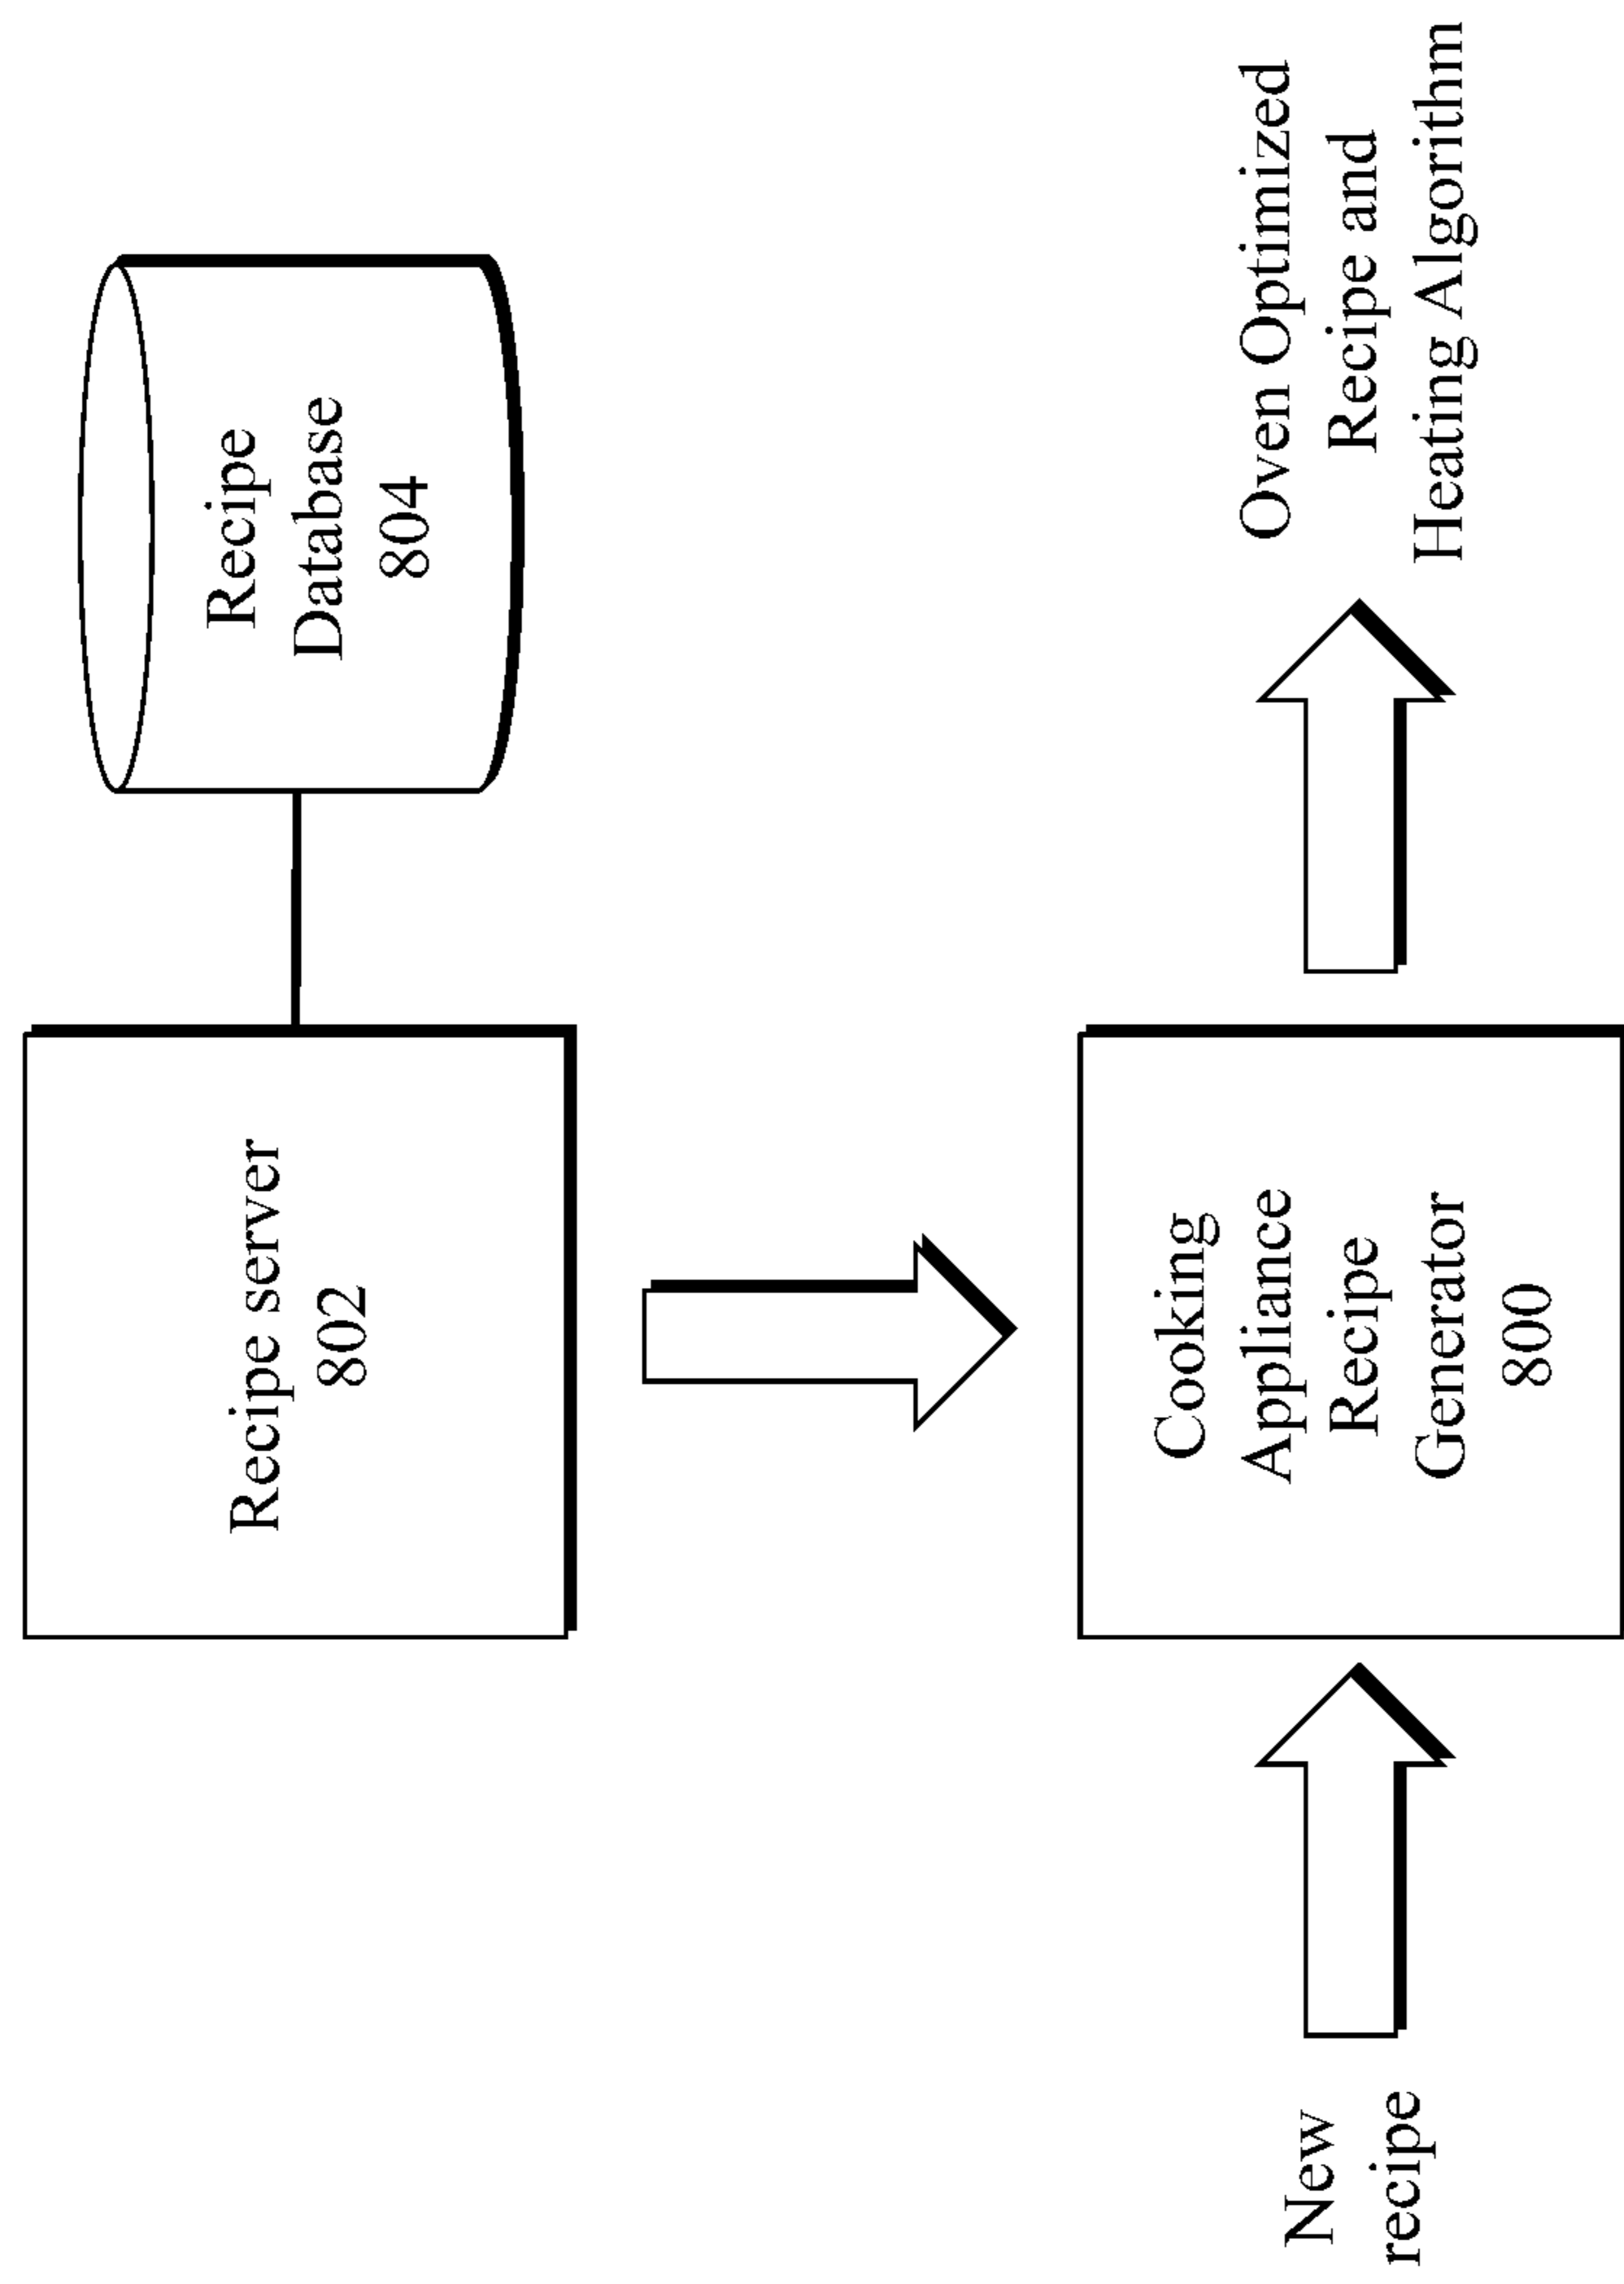 Recipe server
802
Recipe
Database
804
New
recipe
Cooking
Appliance
Recipe
Generator
800
Oven Optimized
Recipe and
Heating Algorithm